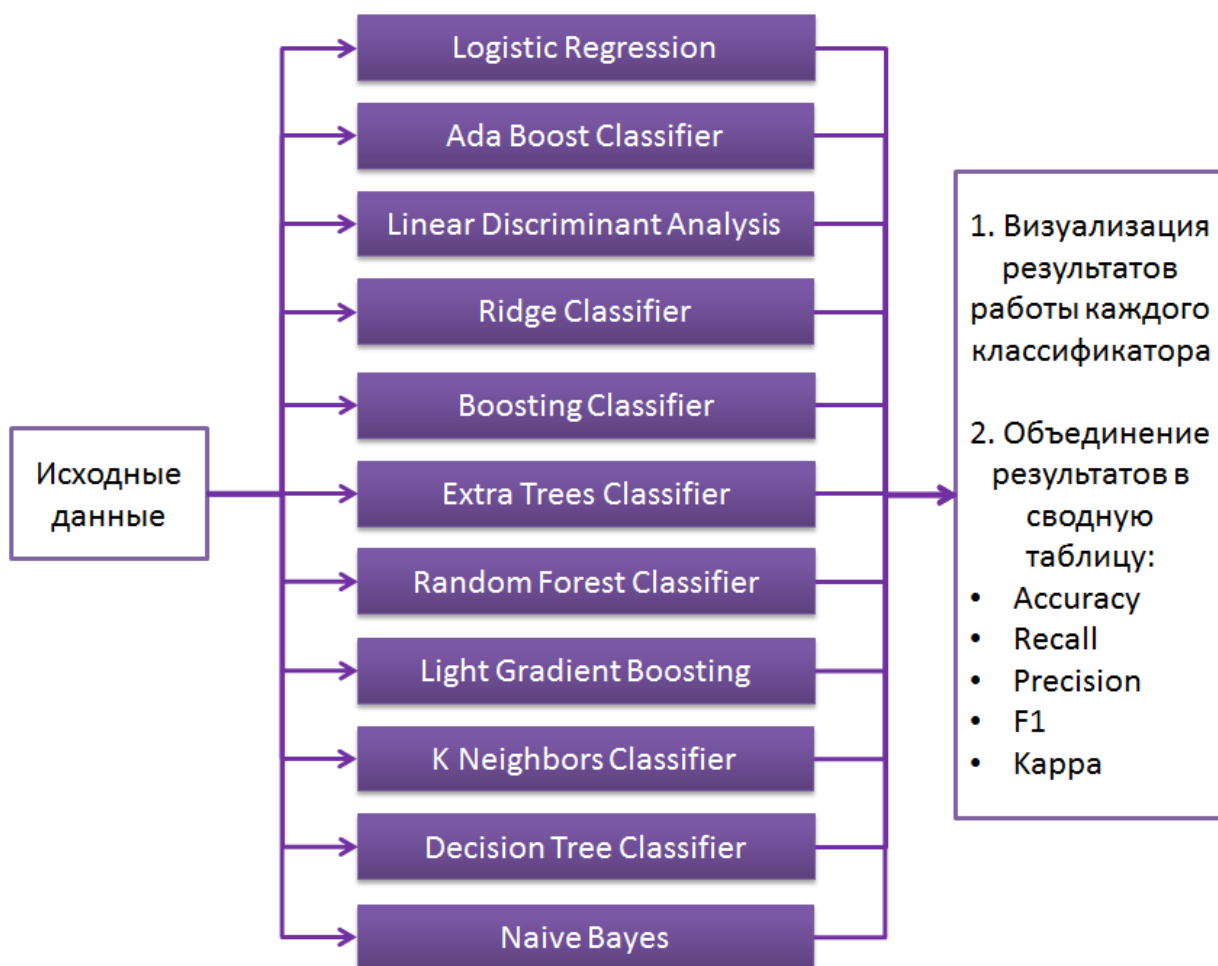 Исходные
данные
Logistic Regression
Ada Boost Classifier
Linear Discriminant Analysis
Ridge Classifier
Boosting Classifier
Extra Trees Classifier
Random Forest Classifier
Light Gradient Boosting
K Neighbors Classifier
Decision Tree Classifier
Naive Bayes
1. Визуализация
результатов
работы каждого
классификатора
2. Объединение
результатов в
сводную
таблицу:
• Accuracy
• Recall
• Precision
• F1
• Kappa